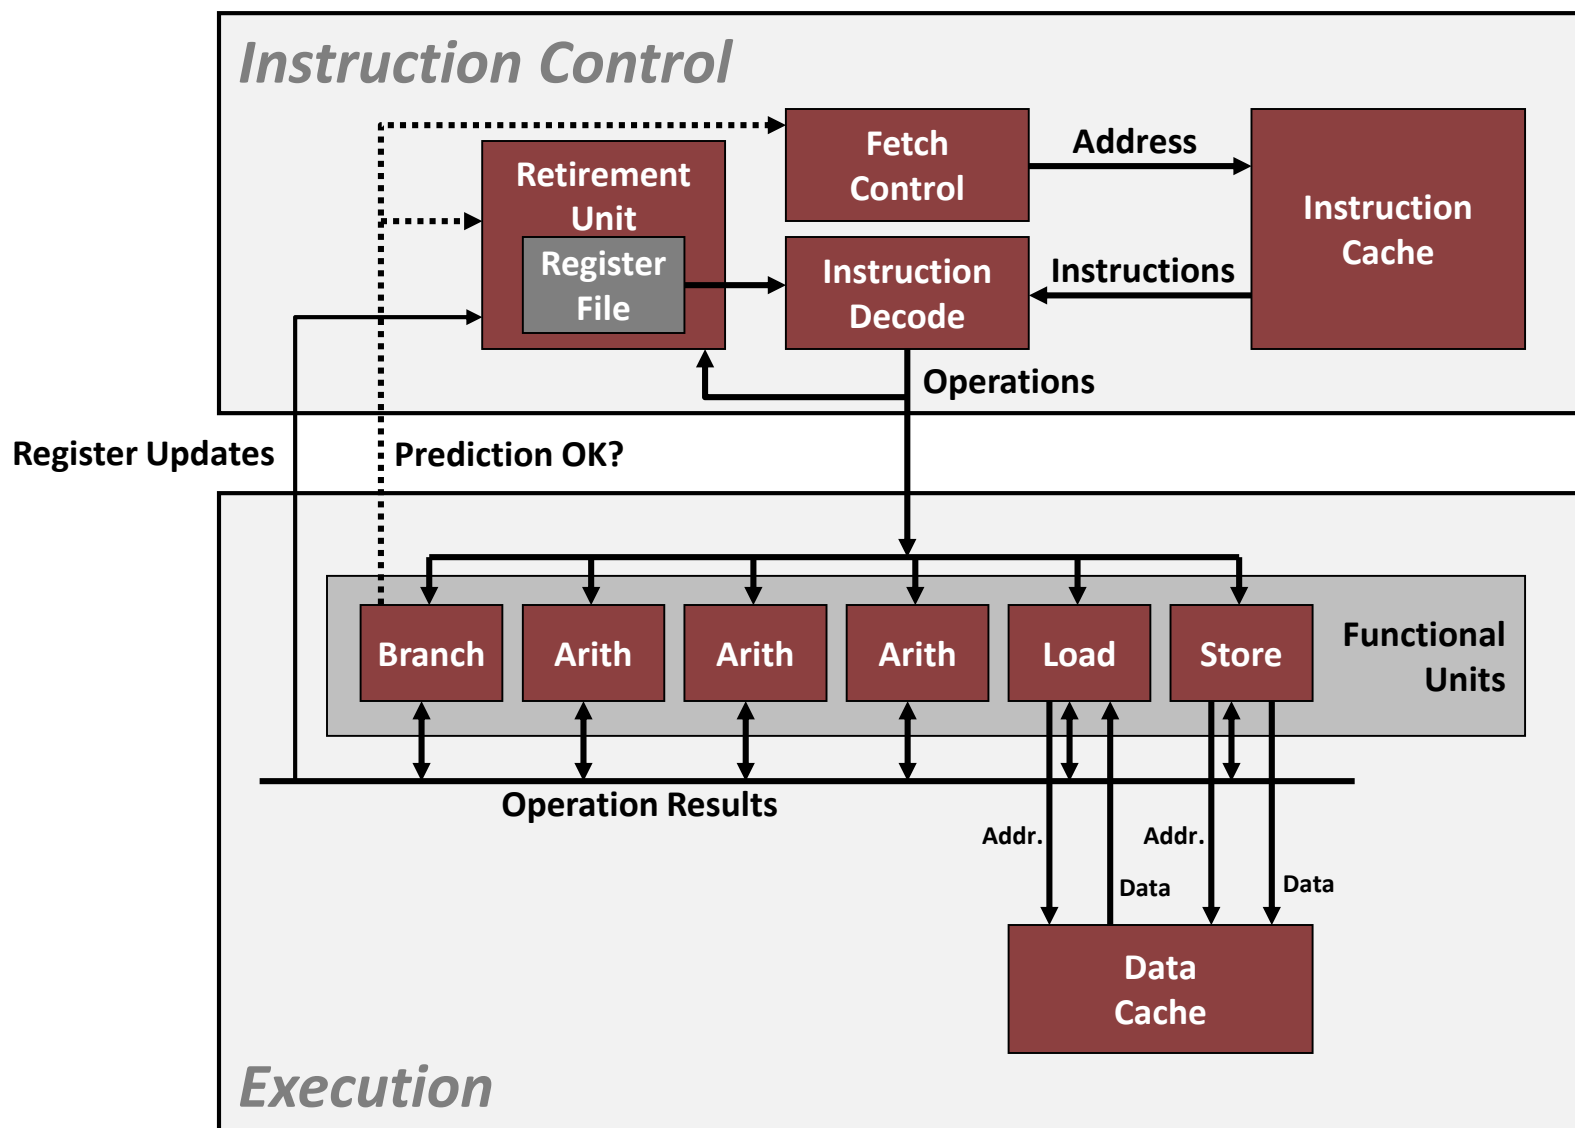 Instruction Control
Fetch
Control
Address
Instruction
Cache
Retirement
Unit
Register
File
Instruction
Decode
Instructions
Operations
Register Updates
Prediction OK?
Branch
Arith
Arith
Arith
Load
Store
Functional
Units
Operation Results
Addr.
Addr.
Data
Data
Data
Cache
Execution